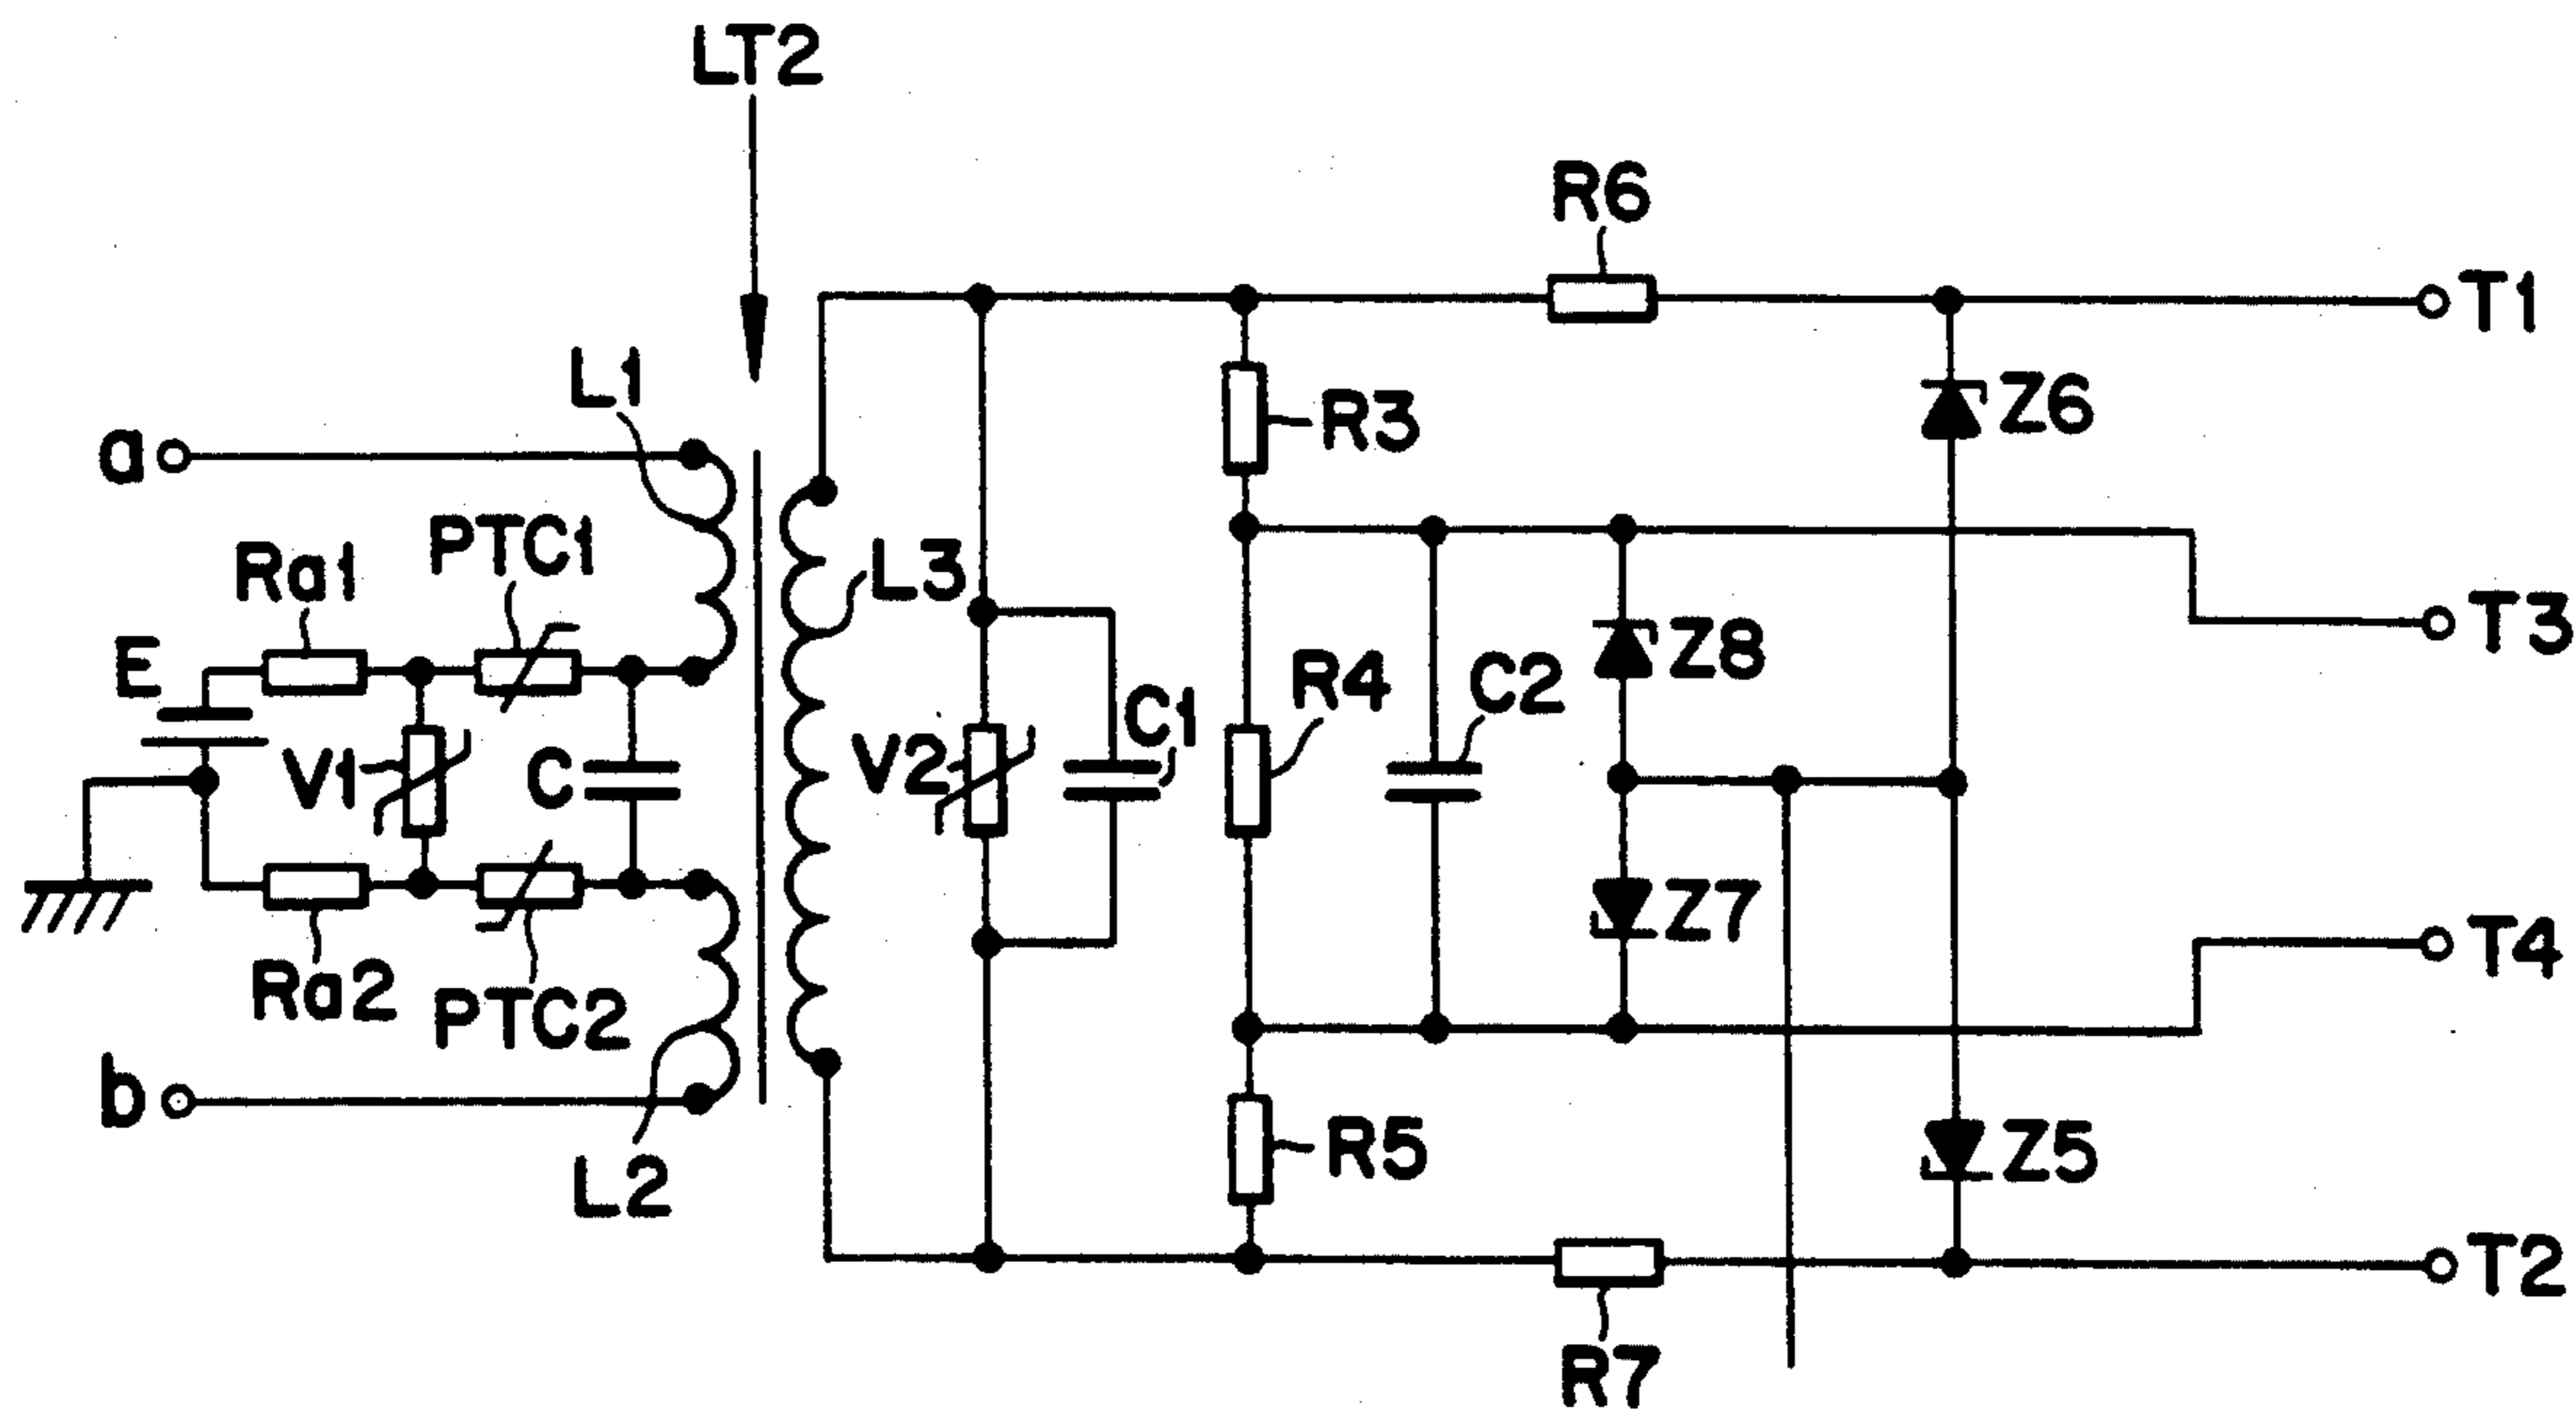 LT2
R6
T1
L1
R3
Z6
a
PTC1
Ra1
L3
T3
E
R4
Z8
C2
C1
V1
C
V2
Z7
T4
Ra2
PTC2
b
R5
Z5
L2
T2
R7